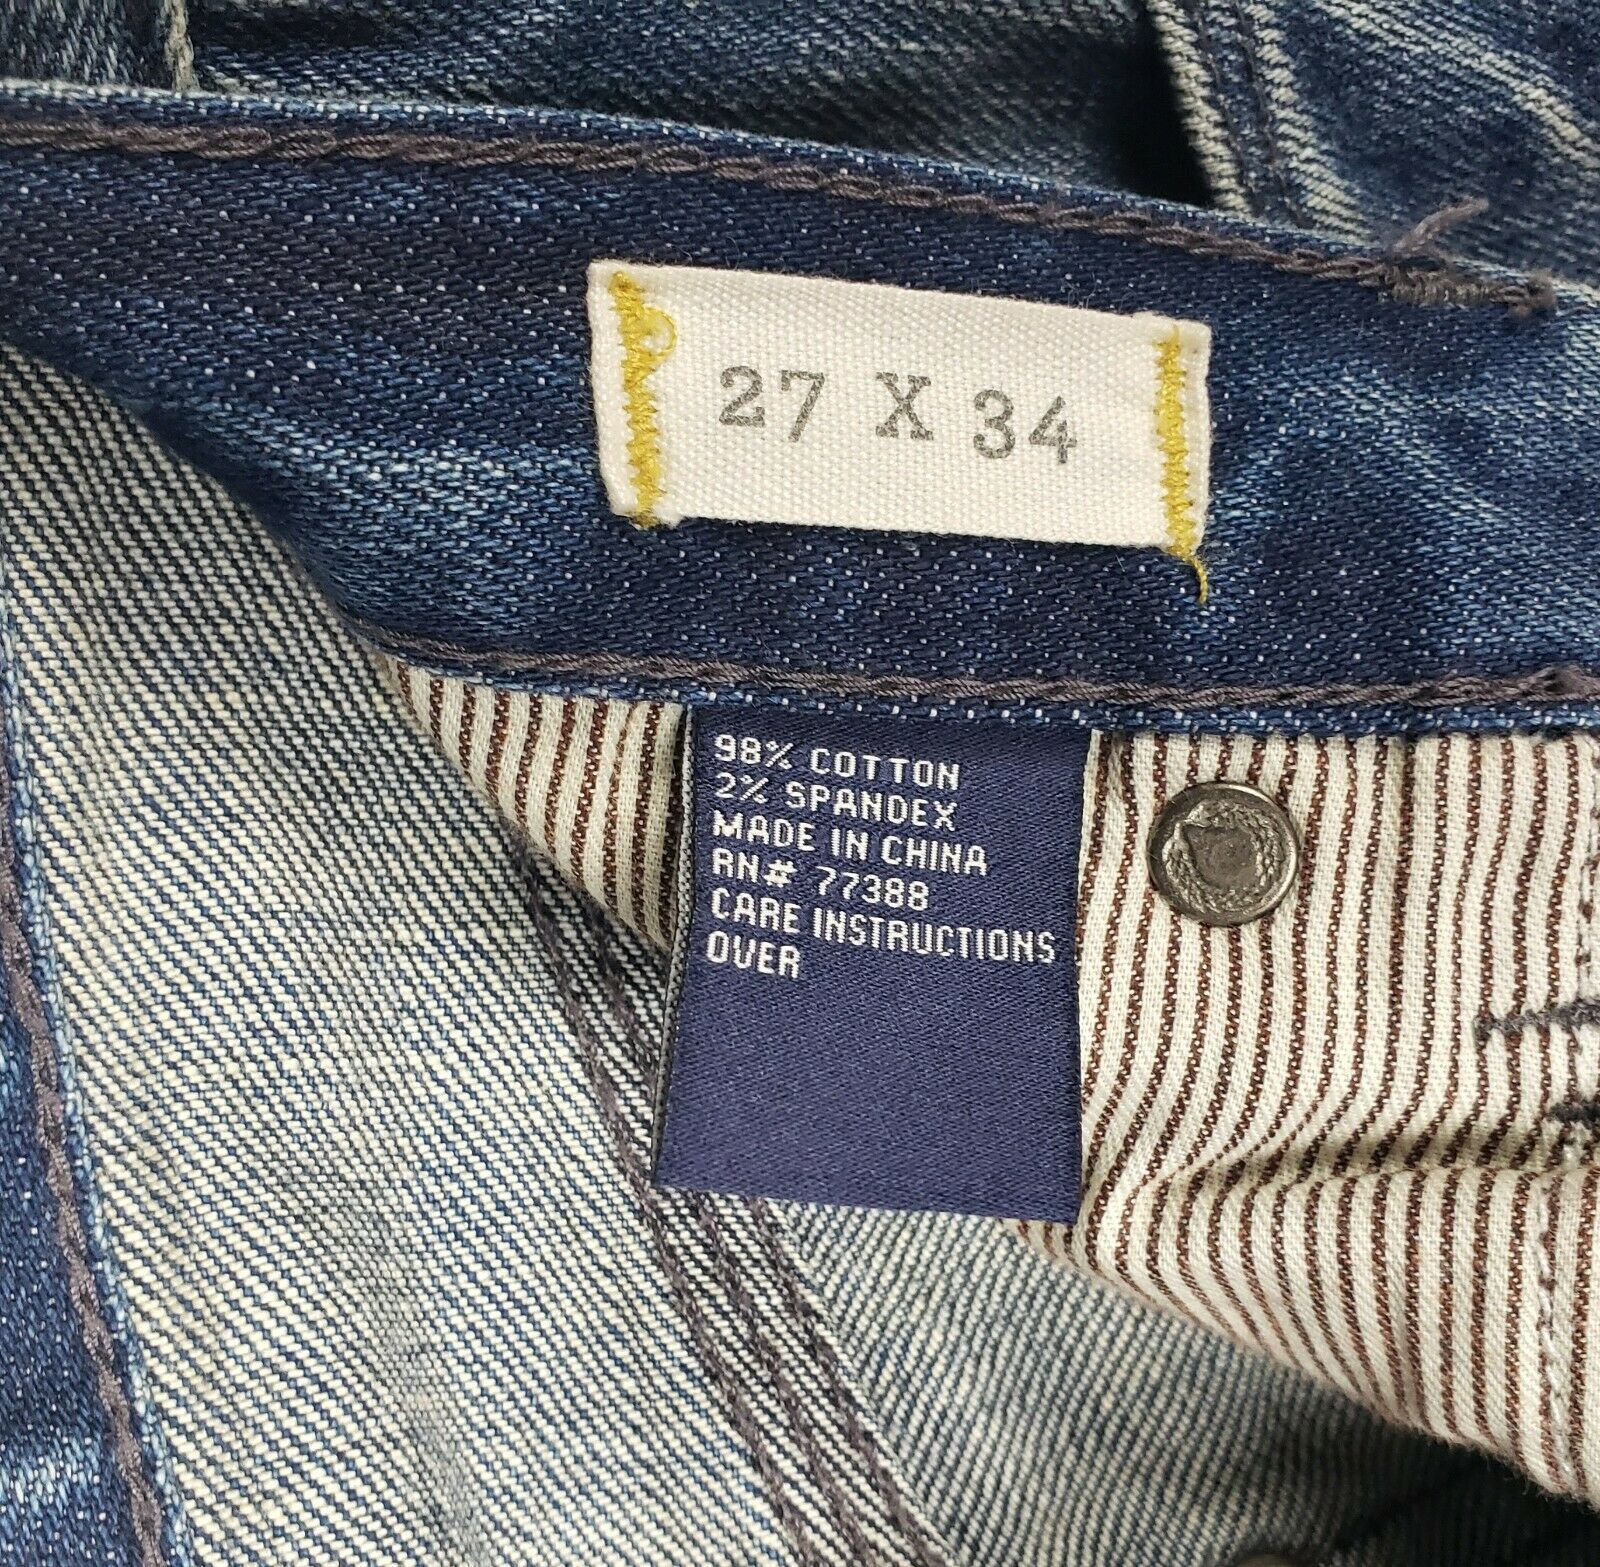 27 X 34
98% COTTON
2% SPANDEX
MADE IN CHINA
RN# 77388
CARE INSTRUCTIONS
OVER